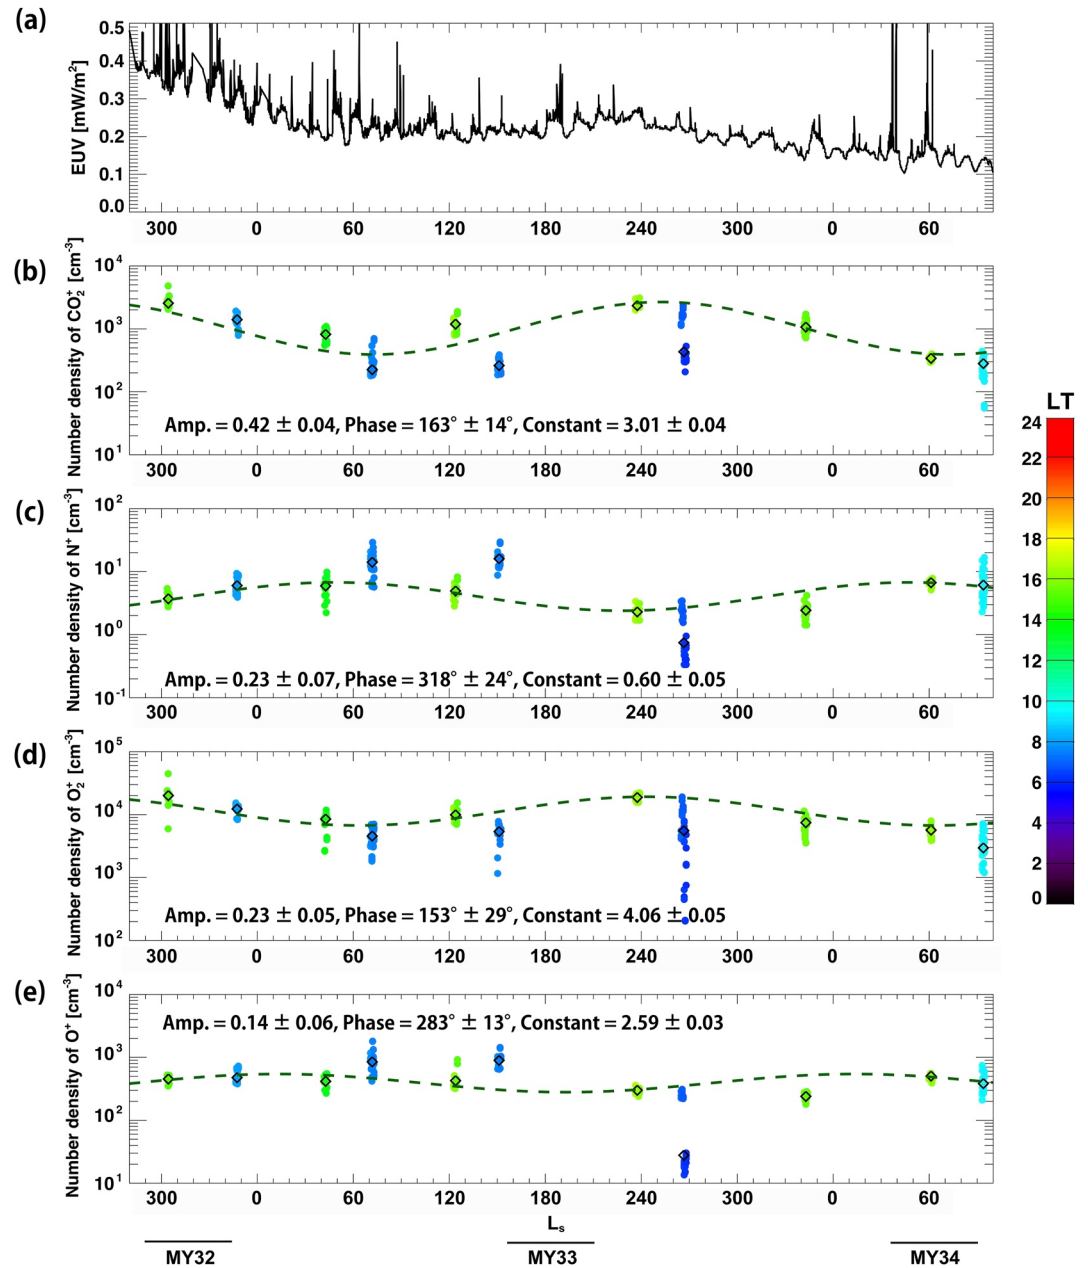 (a)
EUV [mW/m²]
0.5
0.4
0.3
0.2
0.1
0.0
300 0 60 120 180 240 300 0 60
(b)
Number density of CO₂⁺ [cm⁻³]
10⁴
10³
10²
10¹
Amp. = 0.42 ± 0.04, Phase = 163° ± 14°, Constant = 3.01 ± 0.04
300 0 60 120 180 240 300 0 60
(c)
Number density of N⁺ [cm⁻³]
10²
10¹
10⁰
10⁻¹
Amp. = 0.23 ± 0.07, Phase = 318° ± 24°, Constant = 0.60 ± 0.05
300 0 60 120 180 240 300 0 60
(d)
Number density of O₂⁺ [cm⁻³]
10⁵
10⁴
10³
10²
Amp. = 0.23 ± 0.05, Phase = 153° ± 29°, Constant = 4.06 ± 0.05
300 0 60 120 180 240 300 0 60
(e)
Number density of O⁺ [cm⁻³]
10⁴
10³
10²
10¹
Amp. = 0.14 ± 0.06, Phase = 283° ± 13°, Constant = 2.59 ± 0.03
300 0 60 120 180 240 300 0 60
Lₛ
MY32 MY33 MY34
LT
24
22
20
18
16
14
12
10
8
6
4
2
0